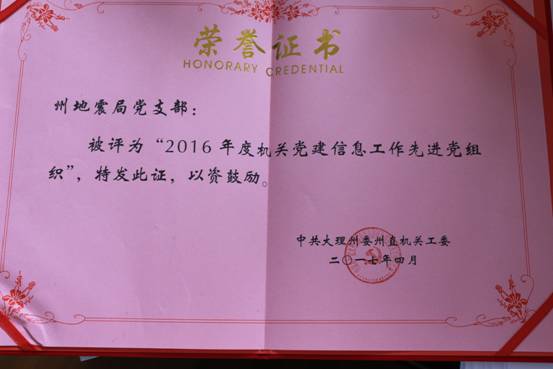 荣誉证书
HONORARY CREDENTIAL
州地震局党支部：
被评为“2016年度机关党建信息工作先进党组
织”，特发此证，以资鼓励。
中共大理州委州直机关工委
二〇一七年四月